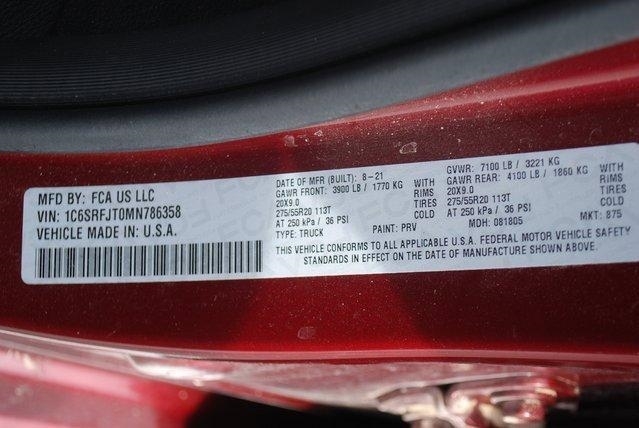 MFD BY: FCA US LLC
VIN: 1C6SRFJT0MN786358
VEHICLE MADE IN: U.S.A.
DATE OF MFR (BUILT): 8-21 GVWR: 7100 LB / 3221 KG
GAWR FRONT: 3900 LB / 1770 KG WITH GAWR REAR: 4100 LB / 1860 KG WITH
20X9.0 RIMS 20X9.0 RIMS
275/55R20 113T TIRES 275/55R20 113T TIRES
AT 250 kPa / 36 PSI COLD AT 250 kPa / 36 PSI COLD
TYPE: TRUCK PAINT: PRV MDH: 081805 MKT: 875
THIS VEHICLE CONFORMS TO ALL APPLICABLE U.S.A. FEDERAL MOTOR VEHICLE SAFETY
STANDARDS IN EFFECT ON THE DATE OF MANUFACTURE SHOWN ABOVE.